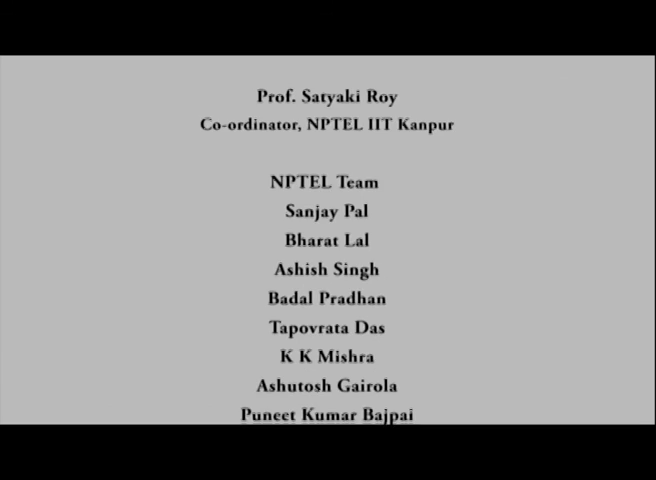 Prof. Satyaki Roy
Co-ordinator, NPTEL IIT Kanpur
NPTEL Team
Sanjay Pal
Bharat Lal
Ashish Singh
Badal Pradhan
Tapovrata Das
K K Mishra
Ashutosh Gairola
Puneet Kumar Bajpai